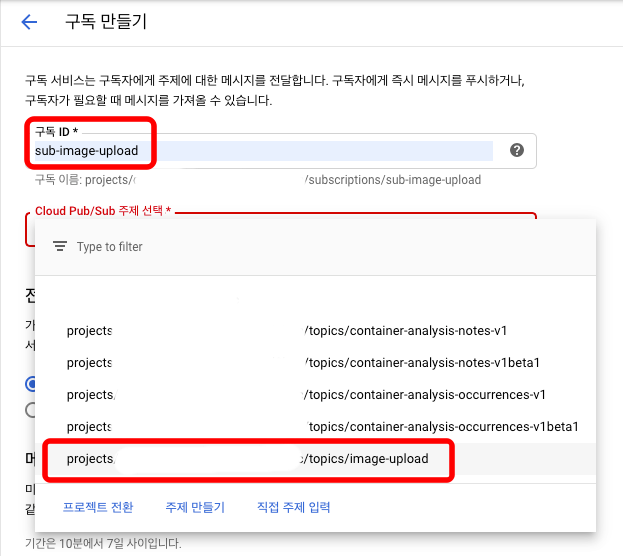 구독 만들기
구독 서비스는 구독자에게 주제에 대한 메시지를 전달합니다. 구독자에게 즉시 메시지를 푸시하거나,
구독자가 필요할 때 메시지를 가져올 수 있습니다.
구독 ID *
sub-image-upload
구독 이름: projects/ /subscriptions/sub-image-upload
Cloud Pub/Sub 주제 선택 *
Type to filter
전
projects /topics/container-analysis-notes-v1
가
서
projects /topics/container-analysis-notes-v1beta1
projects /topics/container-analysis-occurrences-v1
projects /topics/container-analysis-occurrences-v1beta1
메
projects /topics/image-upload
미
같
프로젝트 전환 주제 만들기 직접 주제 입력
기간은 10분에서 7일 사이입니다.